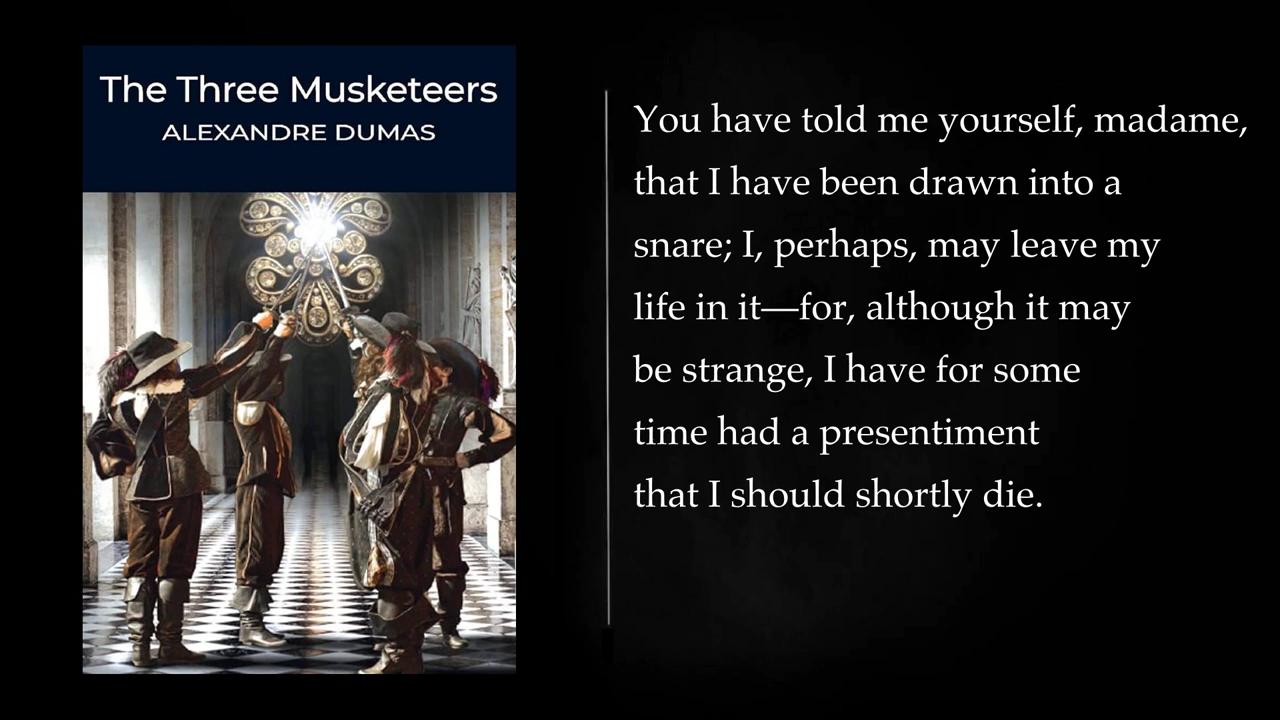 The Three Musketeers
ALEXANDRE DUMAS
You have told me yourself, madame,
that I have been drawn into a
snare; I, perhaps, may leave my
life in it—for, although it may
be strange, I have for some
time had a presentiment
that I should shortly die.